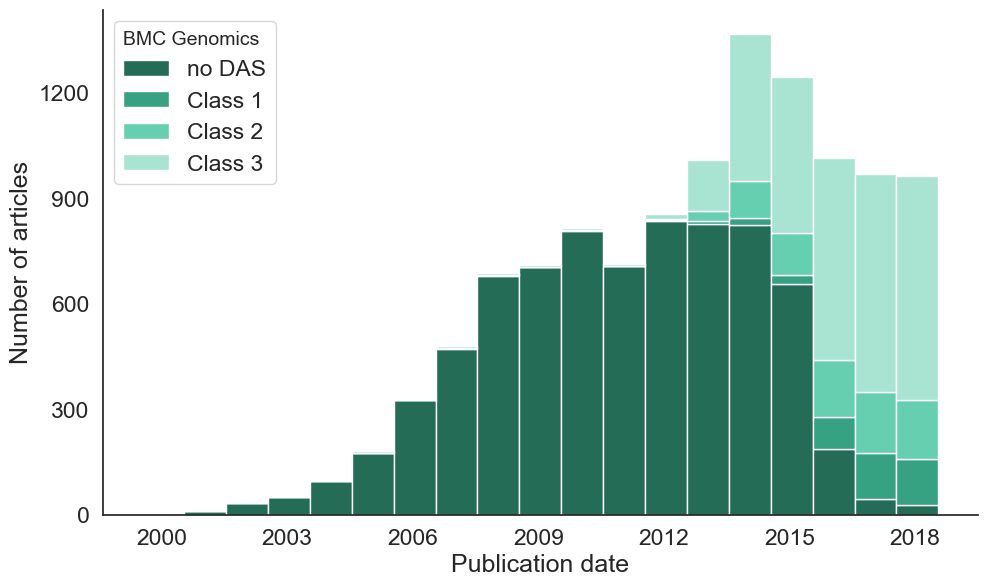 BMC Genomics
no DAS
Class 1
Class 2
Class 3
Number of articles
1200
900
600
300
0
2000 2003 2006 2009 2012 2015 2018
Publication date